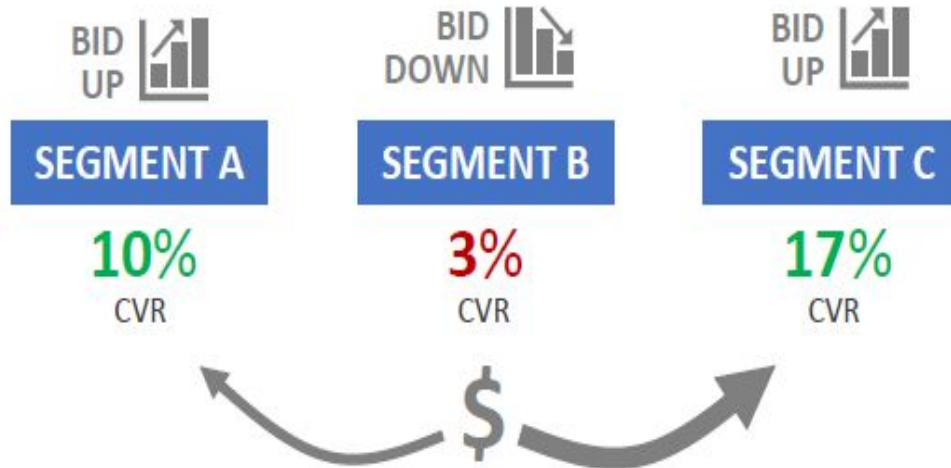 BID
UP
BID
DOWN
BID
UP
SEGMENT A
SEGMENT B
SEGMENT C
10%
3%
17%
CVR
CVR
CVR
$